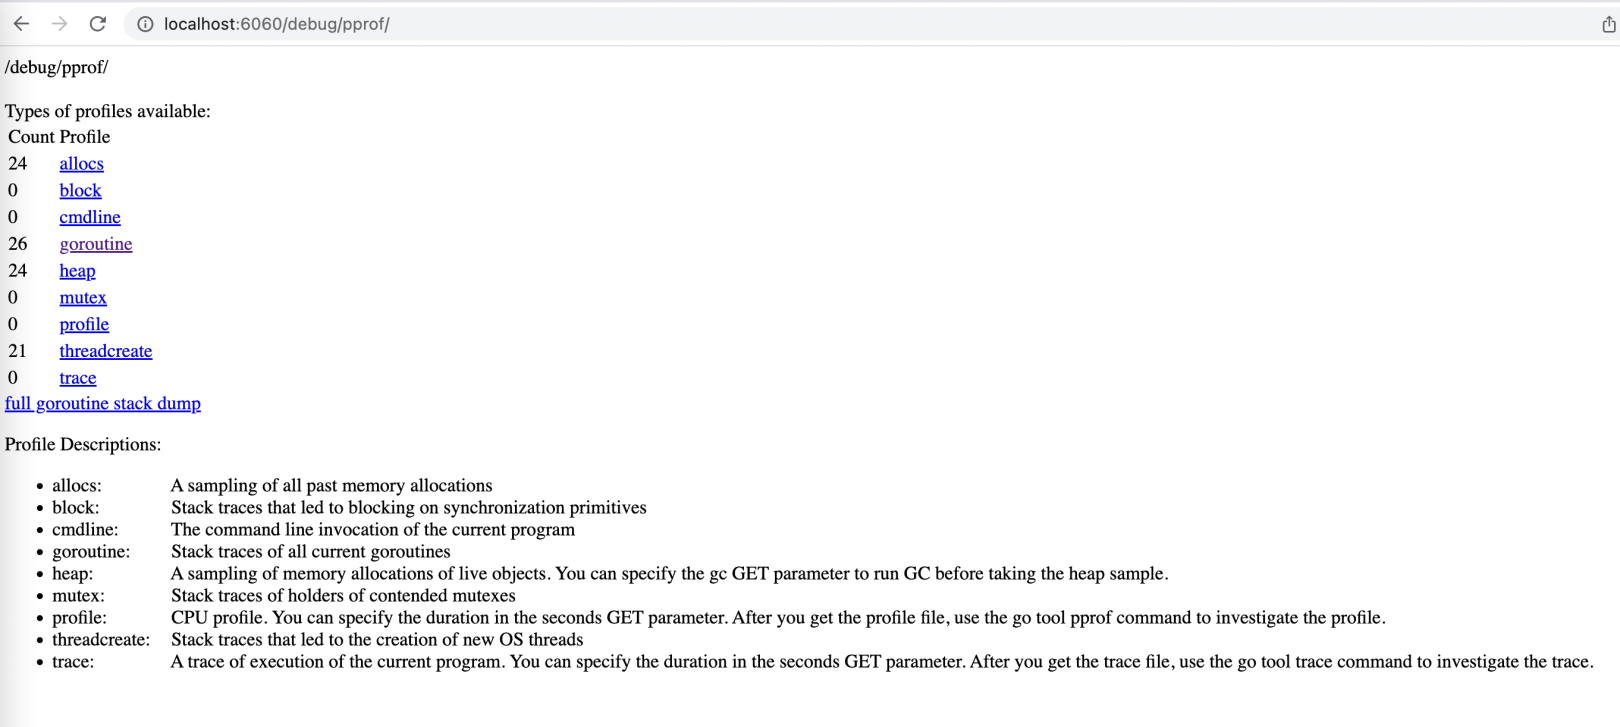 localhost:6060/debug/pprof/
/debug/pprof/
Types of profiles available:
Count Profile
24 allocs
0 block
0 cmdline
26 goroutine
24 heap
0 mutex
0 profile
21 threadcreate
0 trace
full goroutine stack dump
Profile Descriptions:
• allocs: A sampling of all past memory allocations
• block: Stack traces that led to blocking on synchronization primitives
• cmdline: The command line invocation of the current program
• goroutine: Stack traces of all current goroutines
• heap: A sampling of memory allocations of live objects. You can specify the gc GET parameter to run GC before taking the heap sample.
• mutex: Stack traces of holders of contended mutexes
• profile: CPU profile. You can specify the duration in the seconds GET parameter. After you get the profile file, use the go tool pprof command to investigate the profile.
• threadcreate: Stack traces that led to the creation of new OS threads
• trace: A trace of execution of the current program. You can specify the duration in the seconds GET parameter. After you get the trace file, use the go tool trace command to investigate the trace.